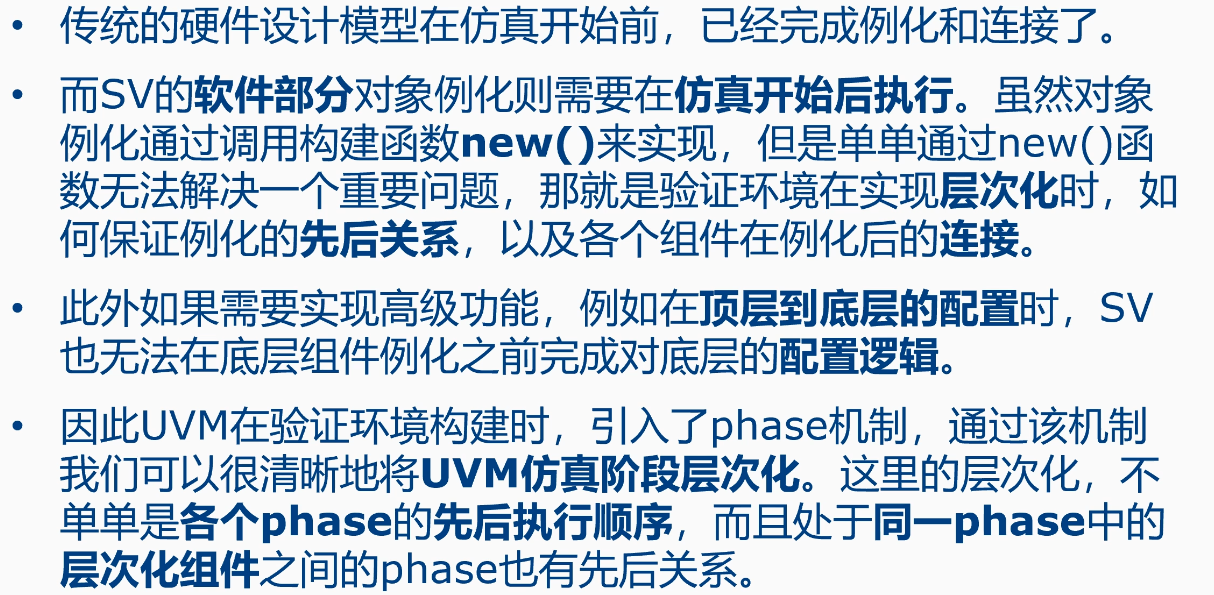 • 传统的硬件设计模型在仿真开始前，已经完成例化和连接了。
• 而SV的软件部分对象例化则需要在仿真开始后执行。虽然对象
例化通过调用构建函数new()来实现，但是单单通过new()函
数无法解决一个重要问题，那就是验证环境在实现层次化时，如
何保证例化的先后关系，以及各个组件在例化后的连接。
• 此外如果需要实现高级功能，例如在顶层到底层的配置时，SV
也无法在底层组件例化之前完成对底层的配置逻辑。
• 因此UVM在验证环境构建时，引入了phase机制，通过该机制
我们可以很清晰地将UVM仿真阶段层次化。这里的层次化，不
单单是各个phase的先后执行顺序，而且处于同一phase中的
层次化组件之间的phase也有先后关系。